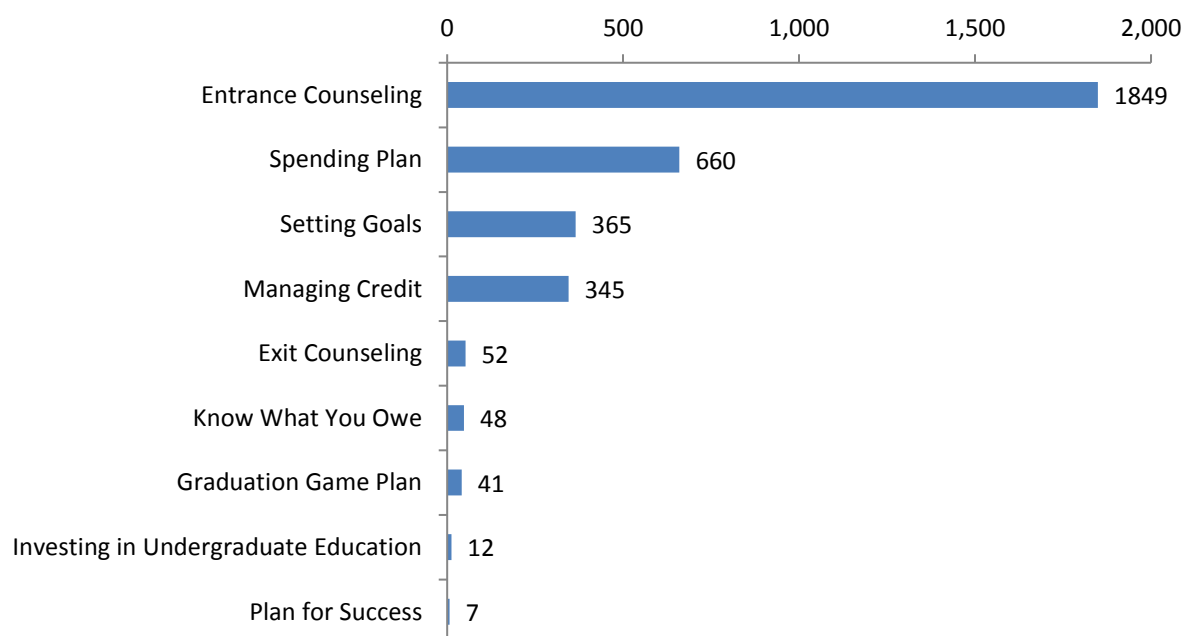 0 500 1,000 1,500 2,000
Entrance Counseling 1849
Spending Plan 660
Setting Goals 365
Managing Credit 345
Exit Counseling 52
Know What You Owe 48
Graduation Game Plan 41
Investing in Undergraduate Education 12
Plan for Success 7